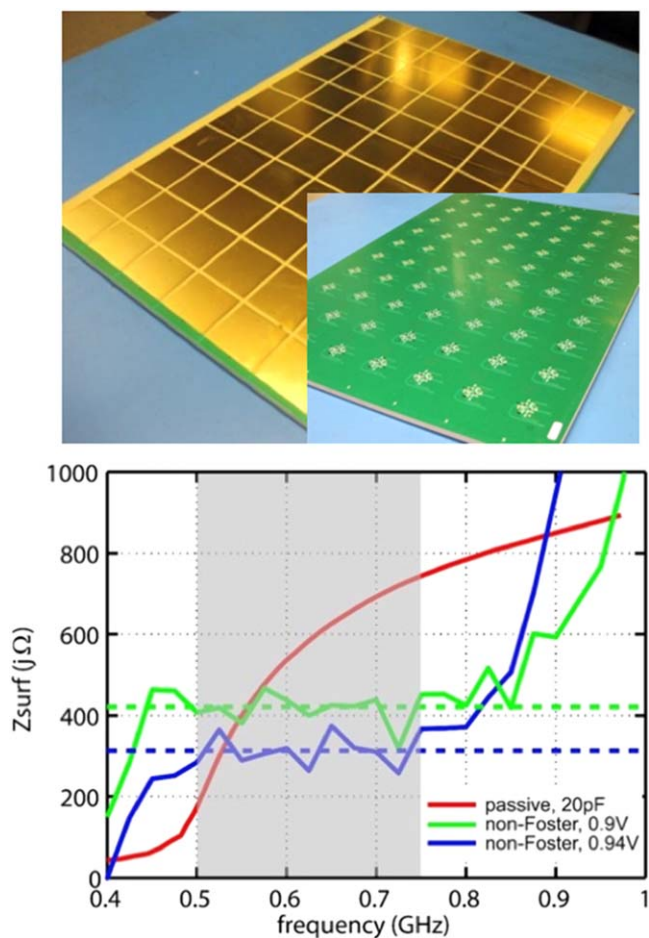 1000
800
600
400
200
0
Zsurf (jΩ)
passive, 20pF
non-Foster, 0.9V
non-Foster, 0.94V
0.4 0.5 0.6 0.7 0.8 0.9 1
frequency (GHz)